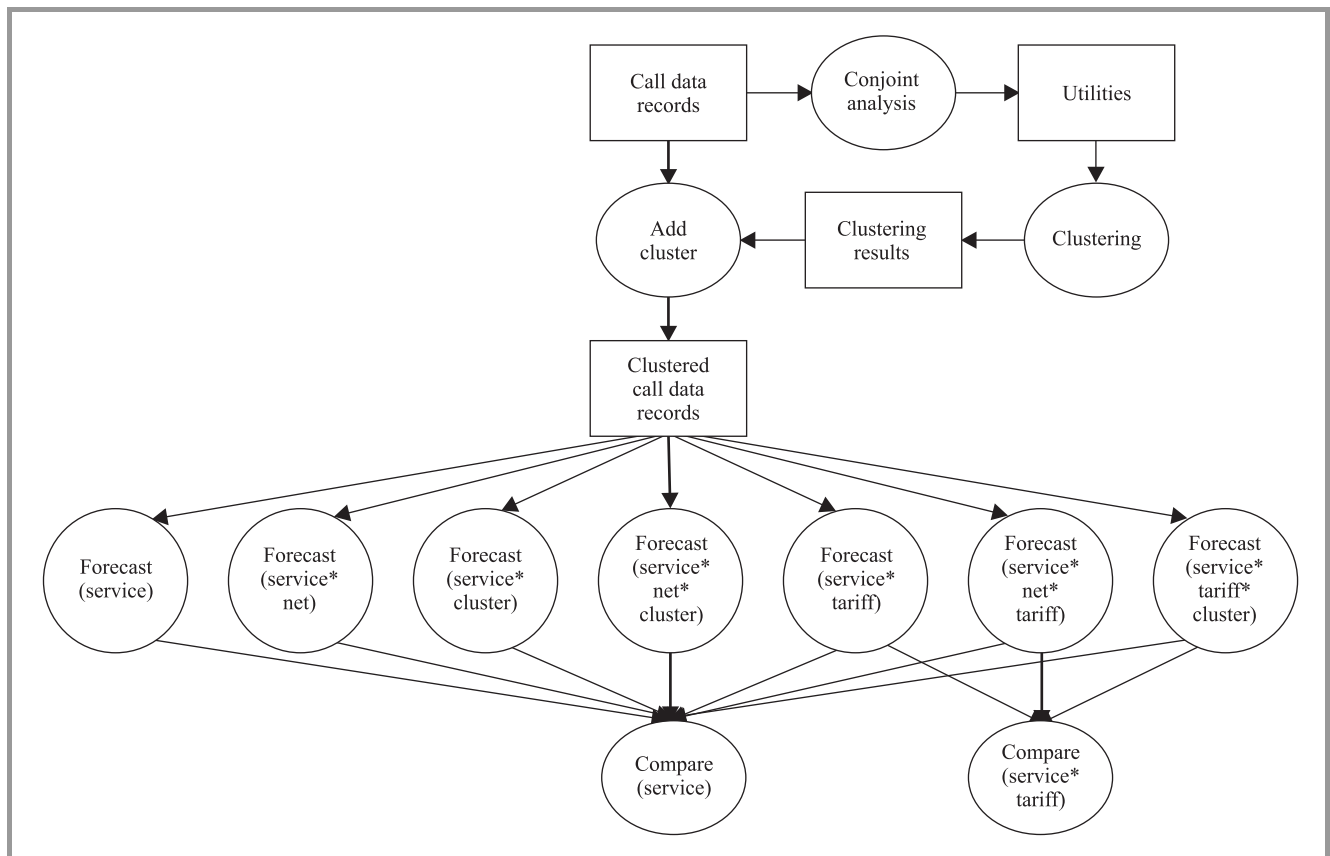 Call data
records
Conjoint
analysis
Utilities
Add
cluster
Clustering
results
Clustering
Clustered
call data
records
Forecast
(service)
Forecast
(service*
net)
Forecast
(service*
cluster)
Forecast
(service*
net*
cluster)
Forecast
(service*
tariff)
Forecast
(service*
net*
tariff)
Forecast
(service*
tariff*
cluster)
Compare
(service)
Compare
(service*
tariff)